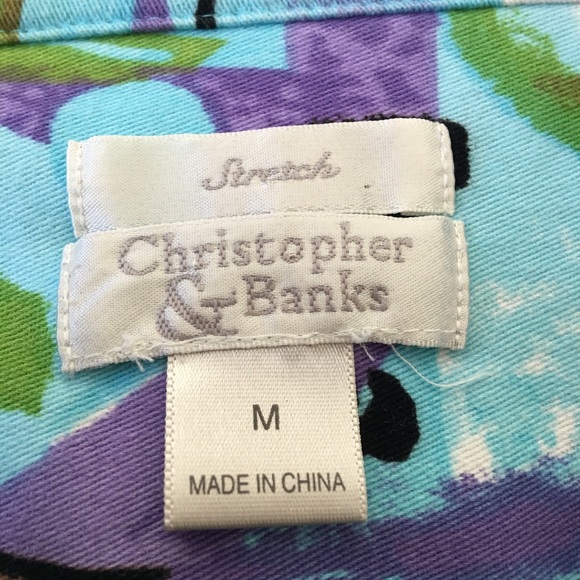 Stretch
Christopher
& Banks
M
MADE IN CHINA